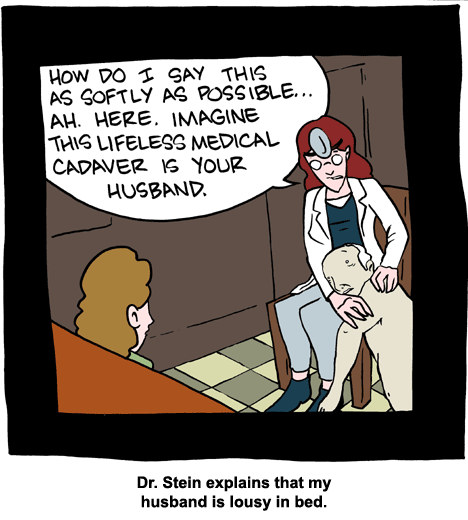 HOW DO I SAY THIS
AS SOFTLY AS POSSIBLE...
AH. HERE. IMAGINE
THIS LIFELESS MEDICAL
CADAVER IS YOUR
HUSBAND.
Dr. Stein explains that my
husband is lousy in bed.